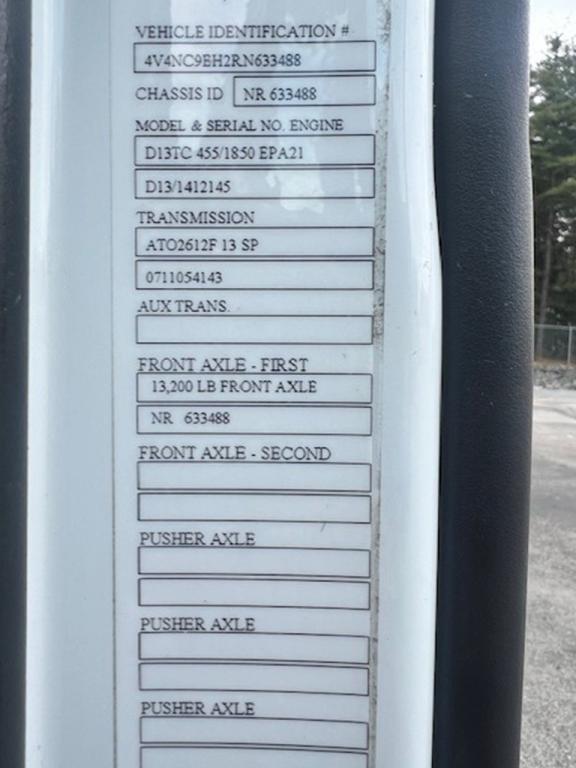 VEHICLE IDENTIFICATION #
4V4NC9EH2RN633488
CHASSIS ID NR 633488
MODEL & SERIAL NO. ENGINE
D13TC 455/1850 EPA21
D13/1412145
TRANSMISSION
ATO2612F 13 SP
0711054143
AUX TRANS.
FRONT AXLE - FIRST
13,200 LB FRONT AXLE
NR 633488
FRONT AXLE - SECOND
PUSHER AXLE
PUSHER AXLE
PUSHER AXLE